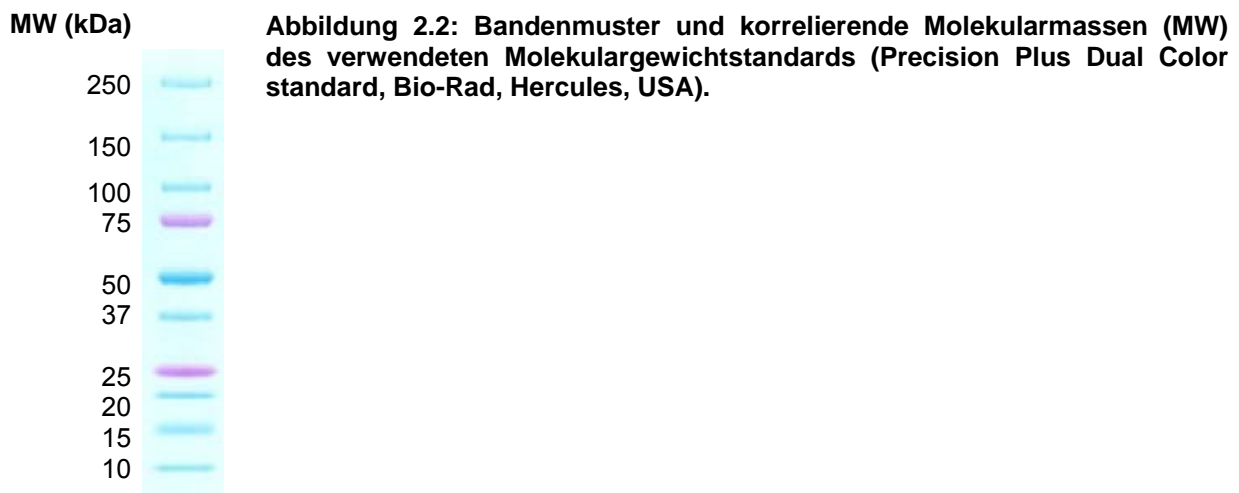 MW (kDa)
Abbildung 2.2: Bandenmuster und korrelierende Molekularmassen (MW)
des verwendeten Molekulargewichtstandards (Precision Plus Dual Color
standard, Bio-Rad, Hercules, USA).
250
150
100
75
50
37
25
20
15
10